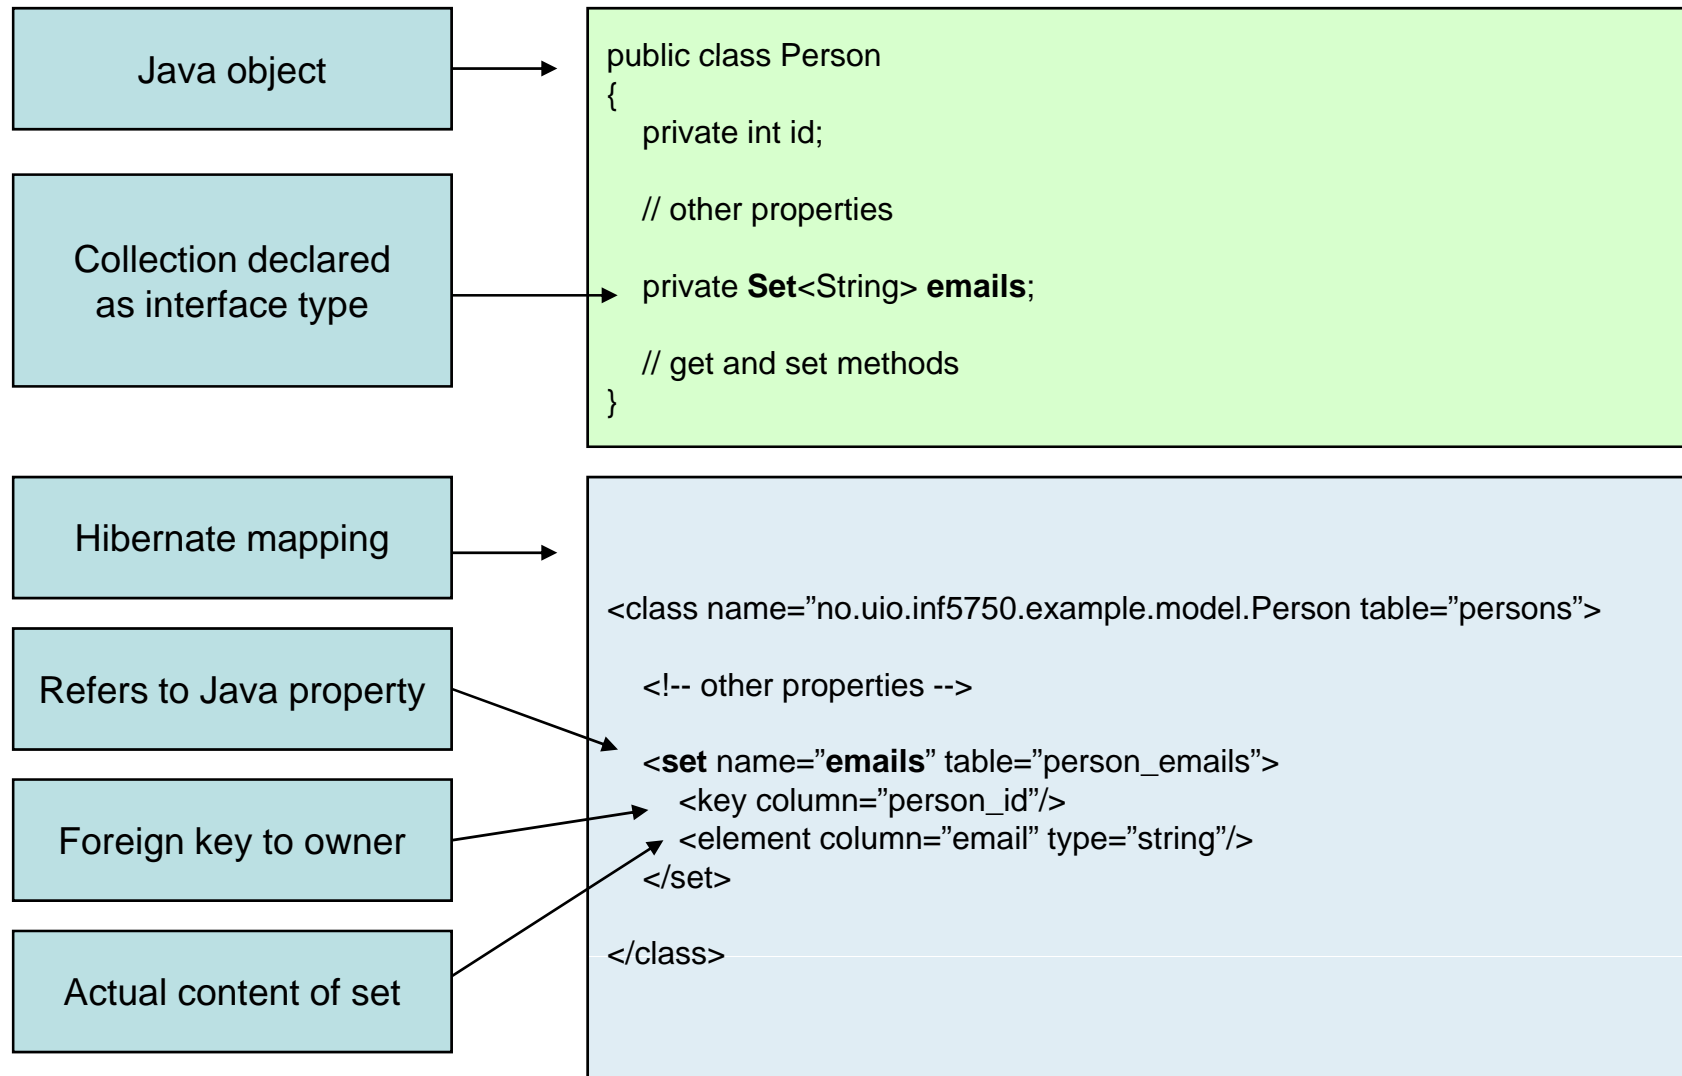 Java object
Collection declared
as interface type
public class Person
{
private int id;
// other properties
private Set<String> emails;
// get and set methods
}
Hibernate mapping
Refers to Java property
Foreign key to owner
Actual content of set
<class name=”no.uio.inf5750.example.model.Person table=”persons”>
<!-- other properties -->
<set name=”emails” table=”person_emails”>
<key column=”person_id”/>
<element column=”email” type=”string”/>
</set>
</class>